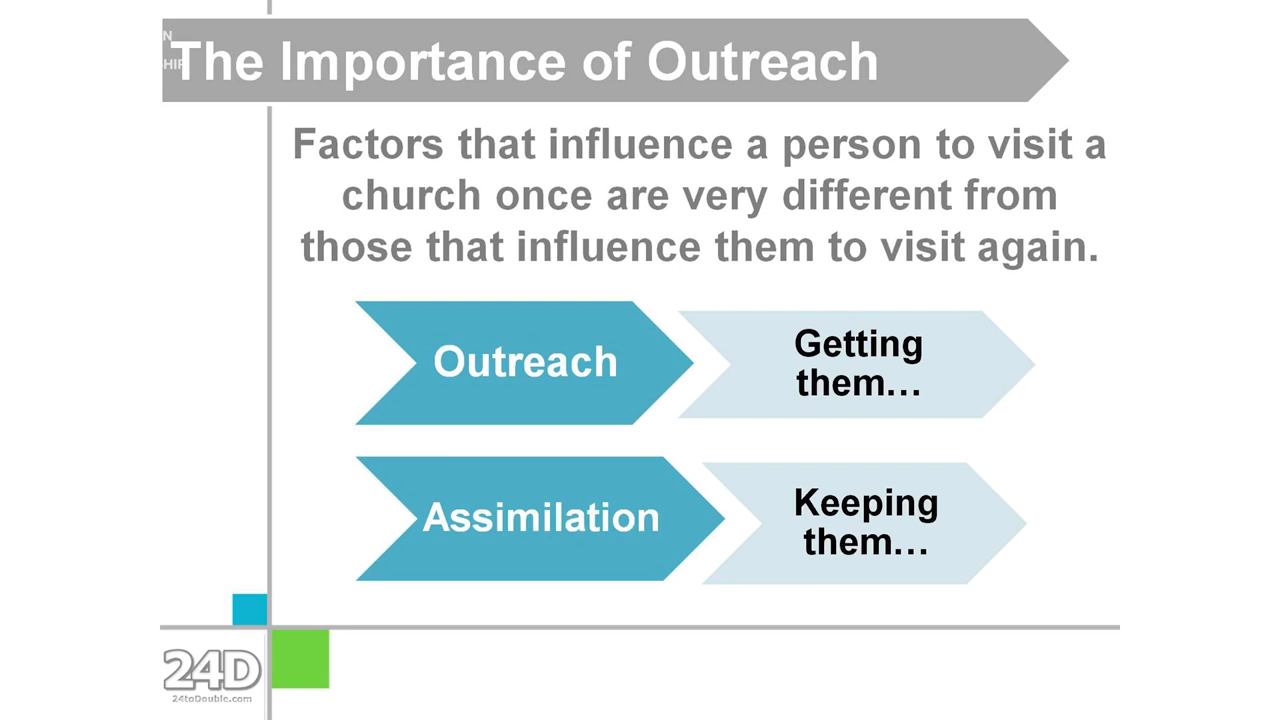 The Importance of Outreach
Factors that influence a person to visit a
church once are very different from
those that influence them to visit again.
Outreach
Getting
them…
Assimilation
Keeping
them…
24D
24toDouble.com